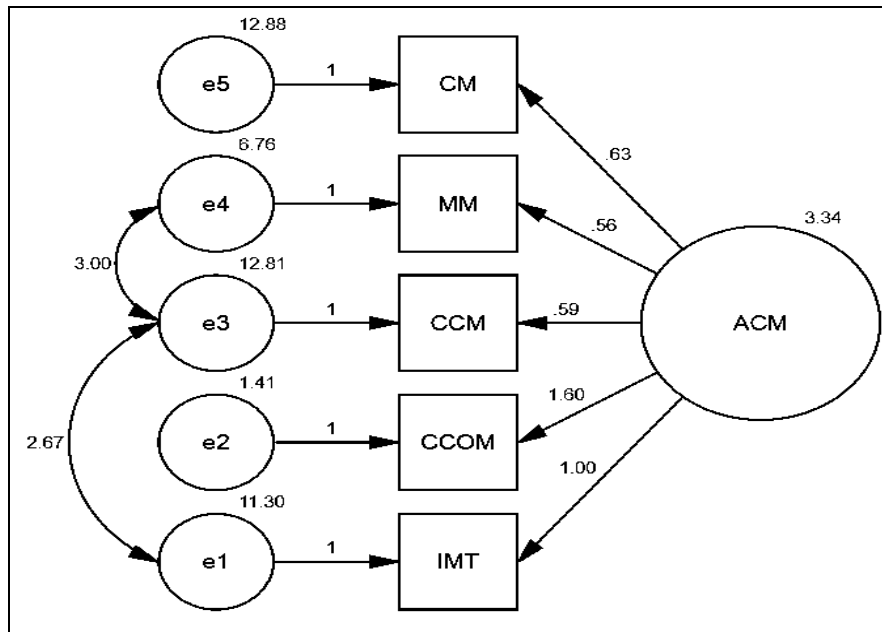 12.88
e5
1
CM
.63
6.76
e4
1
MM
.56
3.34
3.00
12.81
e3
1
CCM
.59
ACM
1.41
2.67
e2
1
CCOM
1.60
11.30
1.00
e1
1
IMT